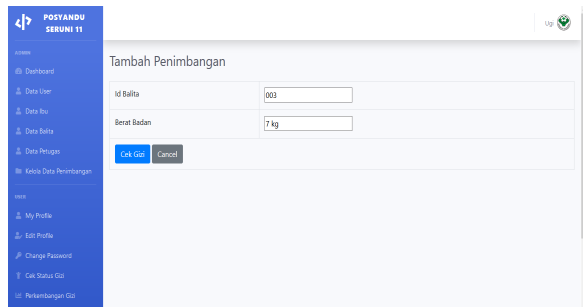 POSYANDU
SERUNI 11
Ugi
ADMIN
Dashboard
Data User
Data Ibu
Data Balita
Data Petugas
Kelola Data Penimbangan
USER
My Profile
Edit Profile
Change Password
Cek Status Gizi
Perkembangan Gizi
Tambah Penimbangan
Id Balita
003
Berat Badan
7 kg
Cek Gizi
Cancel